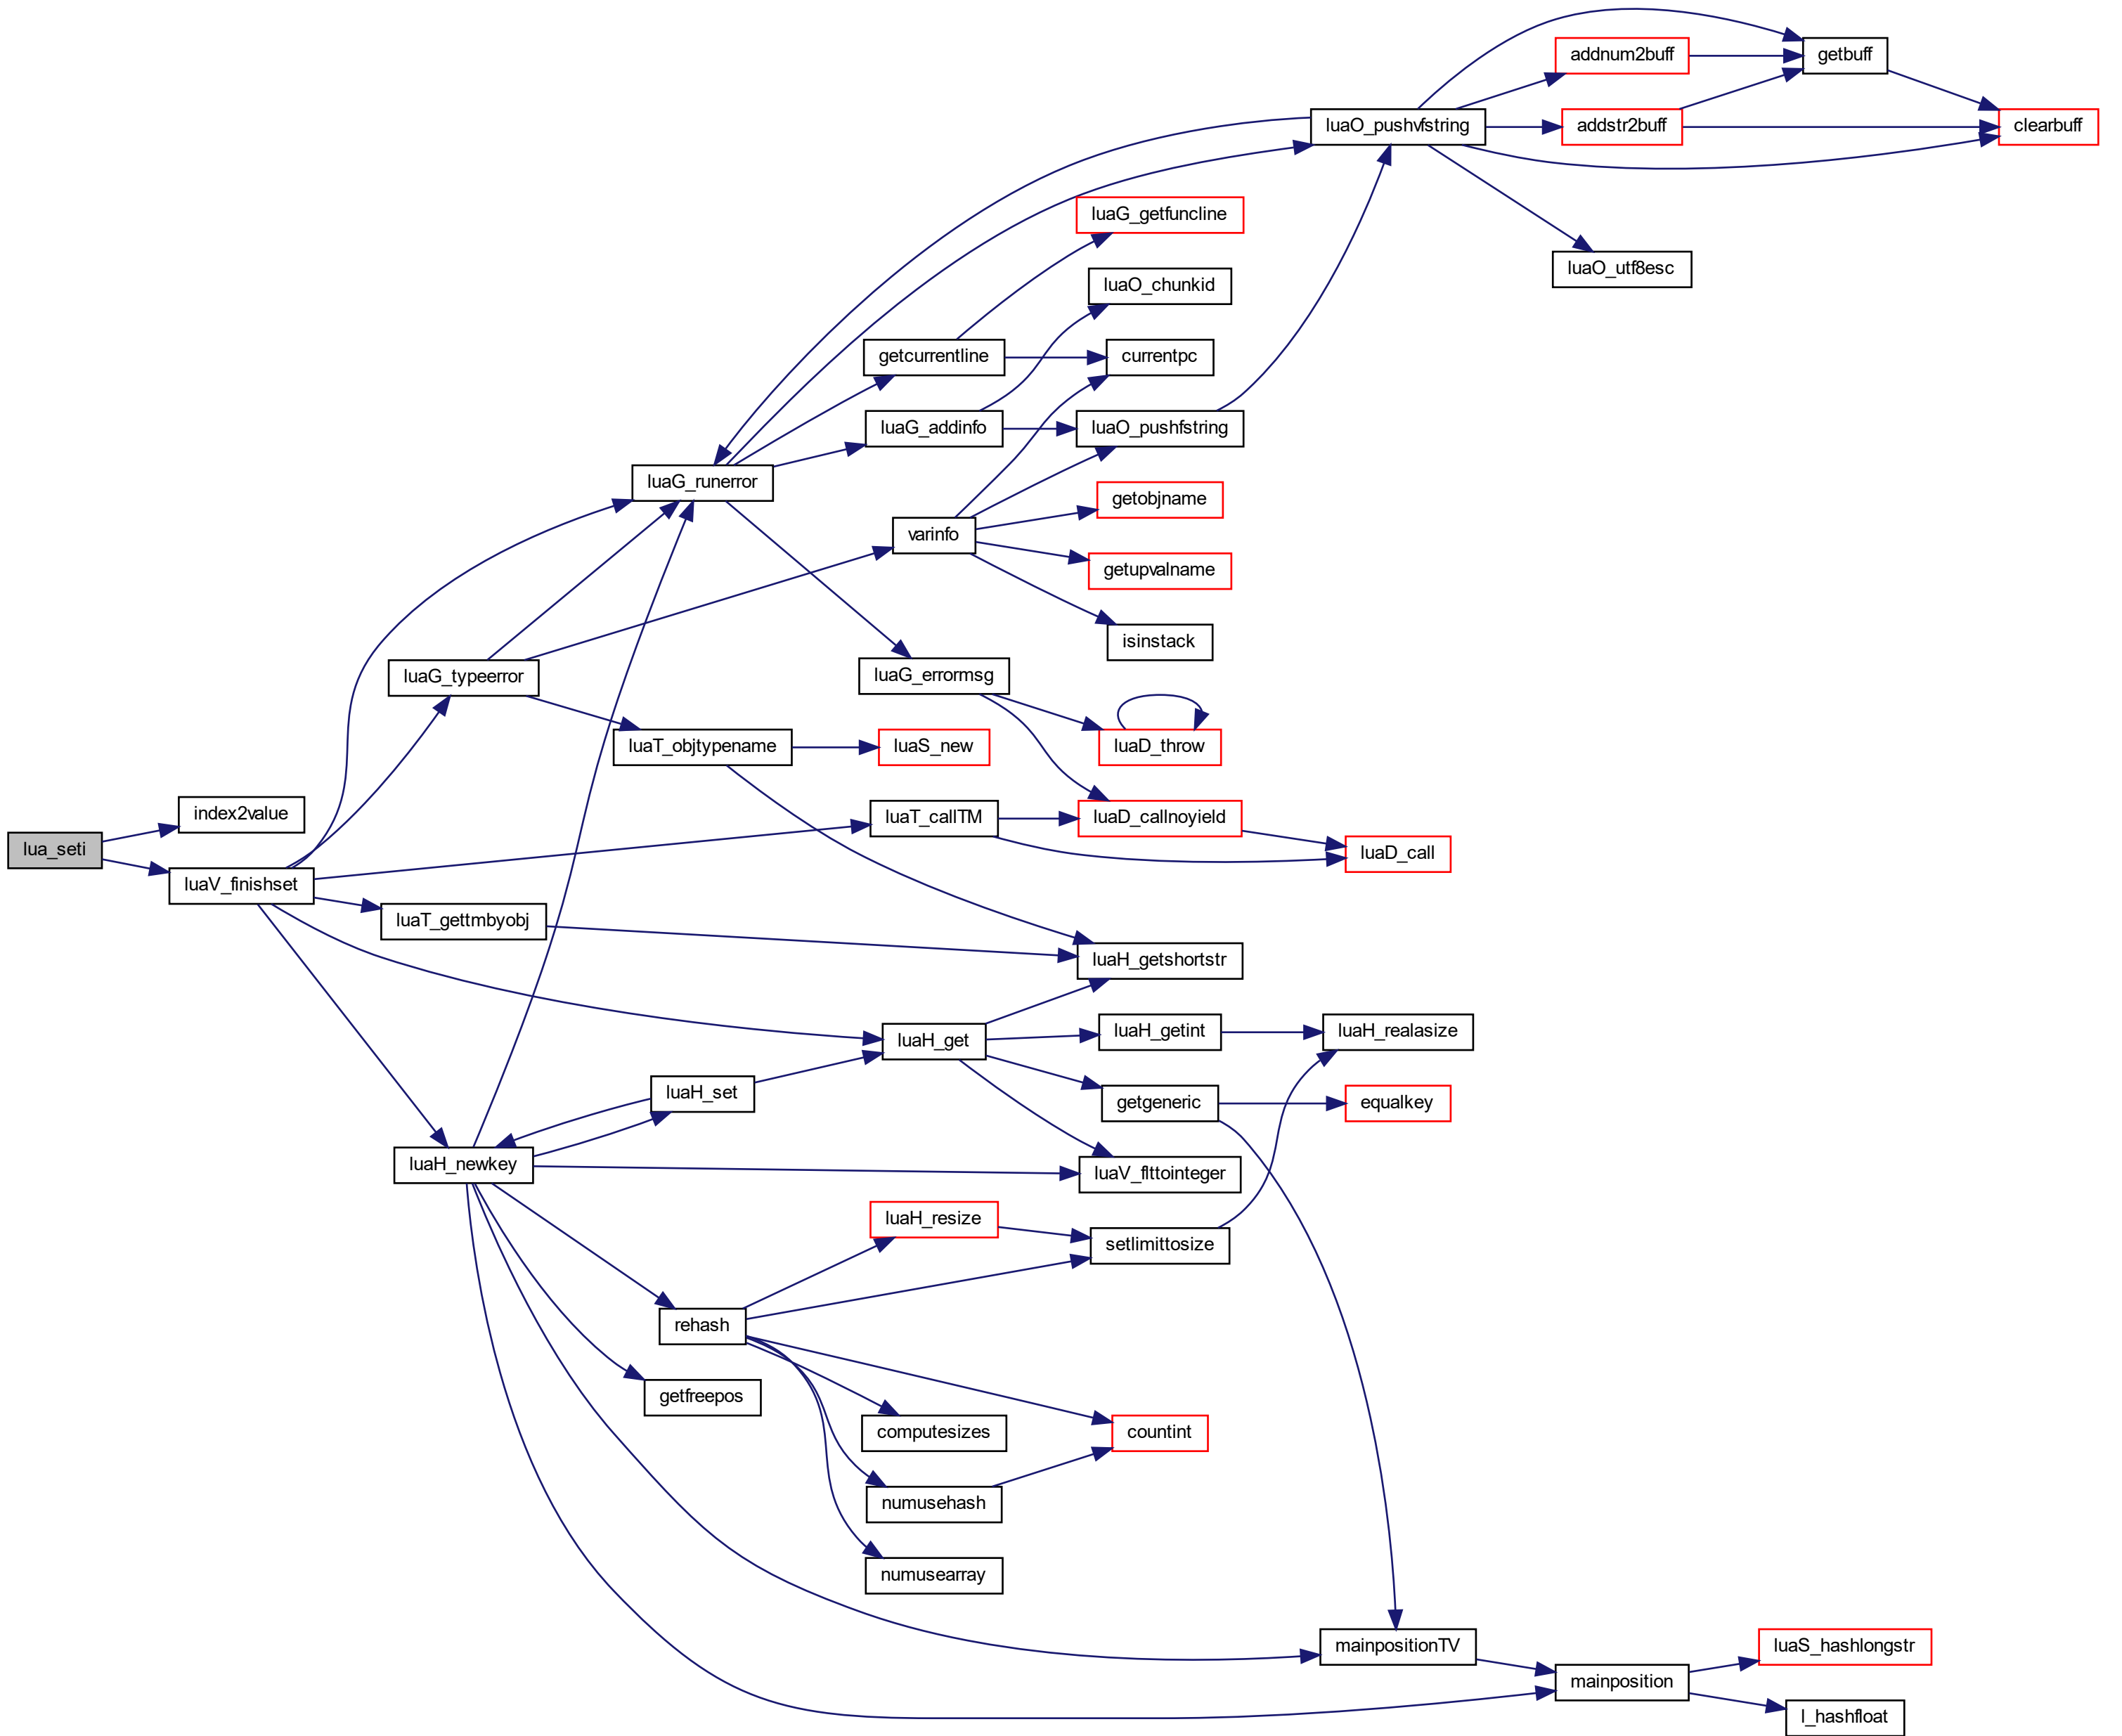 lua_seti
index2value
luaV_finishset
luaG_typeerror
luaT_gettmbyobj
luaH_newkey
luaG_runerror
luaT_objtypename
luaH_set
rehash
getfreepos
getcurrentline
luaG_addinfo
varinfo
luaG_errormsg
luaS_new
luaT_callTM
luaH_get
luaH_resize
computesizes
numusehash
numusearray
luaG_getfuncline
luaO_chunkid
currentpc
luaO_pushfstring
getobjname
getupvalname
isinstack
luaD_throw
luaD_callnoyield
luaH_getshortstr
luaH_getint
getgeneric
luaV_flttointeger
setlimittosize
countint
luaO_pushvfstring
luaD_call
luaH_realasize
equalkey
mainpositionTV
addnum2buff
addstr2buff
luaO_utf8esc
mainposition
getbuff
luaS_hashlongstr
l_hashfloat
clearbuff